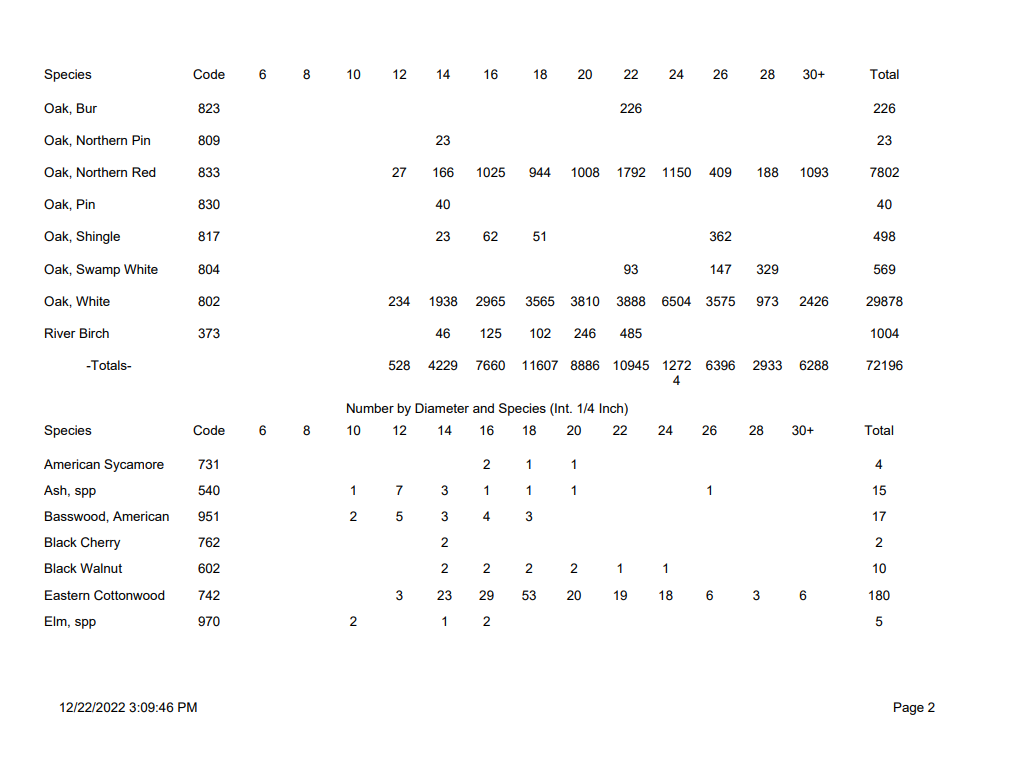 Species Code 6 8 10 12 14 16 18 20 22 24 26 28 30+ Total
Oak, Bur 823 226 226
Oak, Northern Pin 809 23 23
Oak, Northern Red 833 27 166 1025 944 1008 1792 1150 409 188 1093 7802
Oak, Pin 830 40 40
Oak, Shingle 817 23 62 51 362 498
Oak, Swamp White 804 93 147 329 569
Oak, White 802 234 1938 2965 3565 3810 3888 6504 3575 973 2426 29878
River Birch 373 46 125 102 246 485 1004
-Totals- 528 4229 7660 11607 8886 10945 1272 6396 2933 6288 72196
4
Number by Diameter and Species (Int. 1/4 Inch)
Species Code 6 8 10 12 14 16 18 20 22 24 26 28 30+ Total
American Sycamore 731 2 1 1 4
Ash, spp 540 1 7 3 1 1 1 1 15
Basswood, American 951 2 5 3 4 3 17
Black Cherry 762 2 2
Black Walnut 602 2 2 2 2 1 1 10
Eastern Cottonwood 742 3 23 29 53 20 19 18 6 3 6 180
Elm, spp 970 2 1 2 5
12/22/2022 3:09:46 PM Page 2